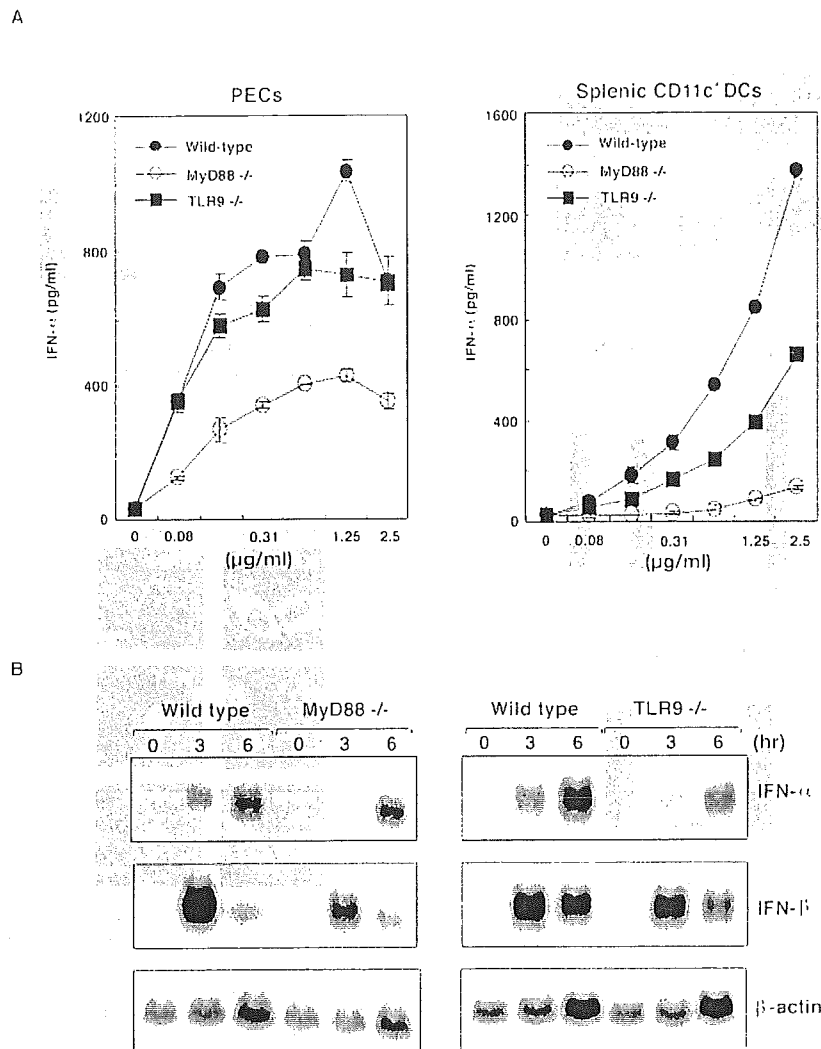 A
PECs
1200
Wild-type
MyD88 -/-
TLR9 -/-
800
400
0
IFN-α (pg/ml)
0 0.08 0.31 1.25 2.5
(µg/ml)
Splenic CD11c⁺ DCs
1600
Wild-type
MyD88 -/-
TLR9 -/-
1200
800
400
0
IFN-α (pg/ml)
0 0.08 0.31 1.25 2.5
(µg/ml)
B
Wild type MyD88 -/-
0 3 6 0 3 6
Wild type TLR9 -/-
0 3 6 0 3 6 (hr)
IFN-α
IFN-β
β-actin